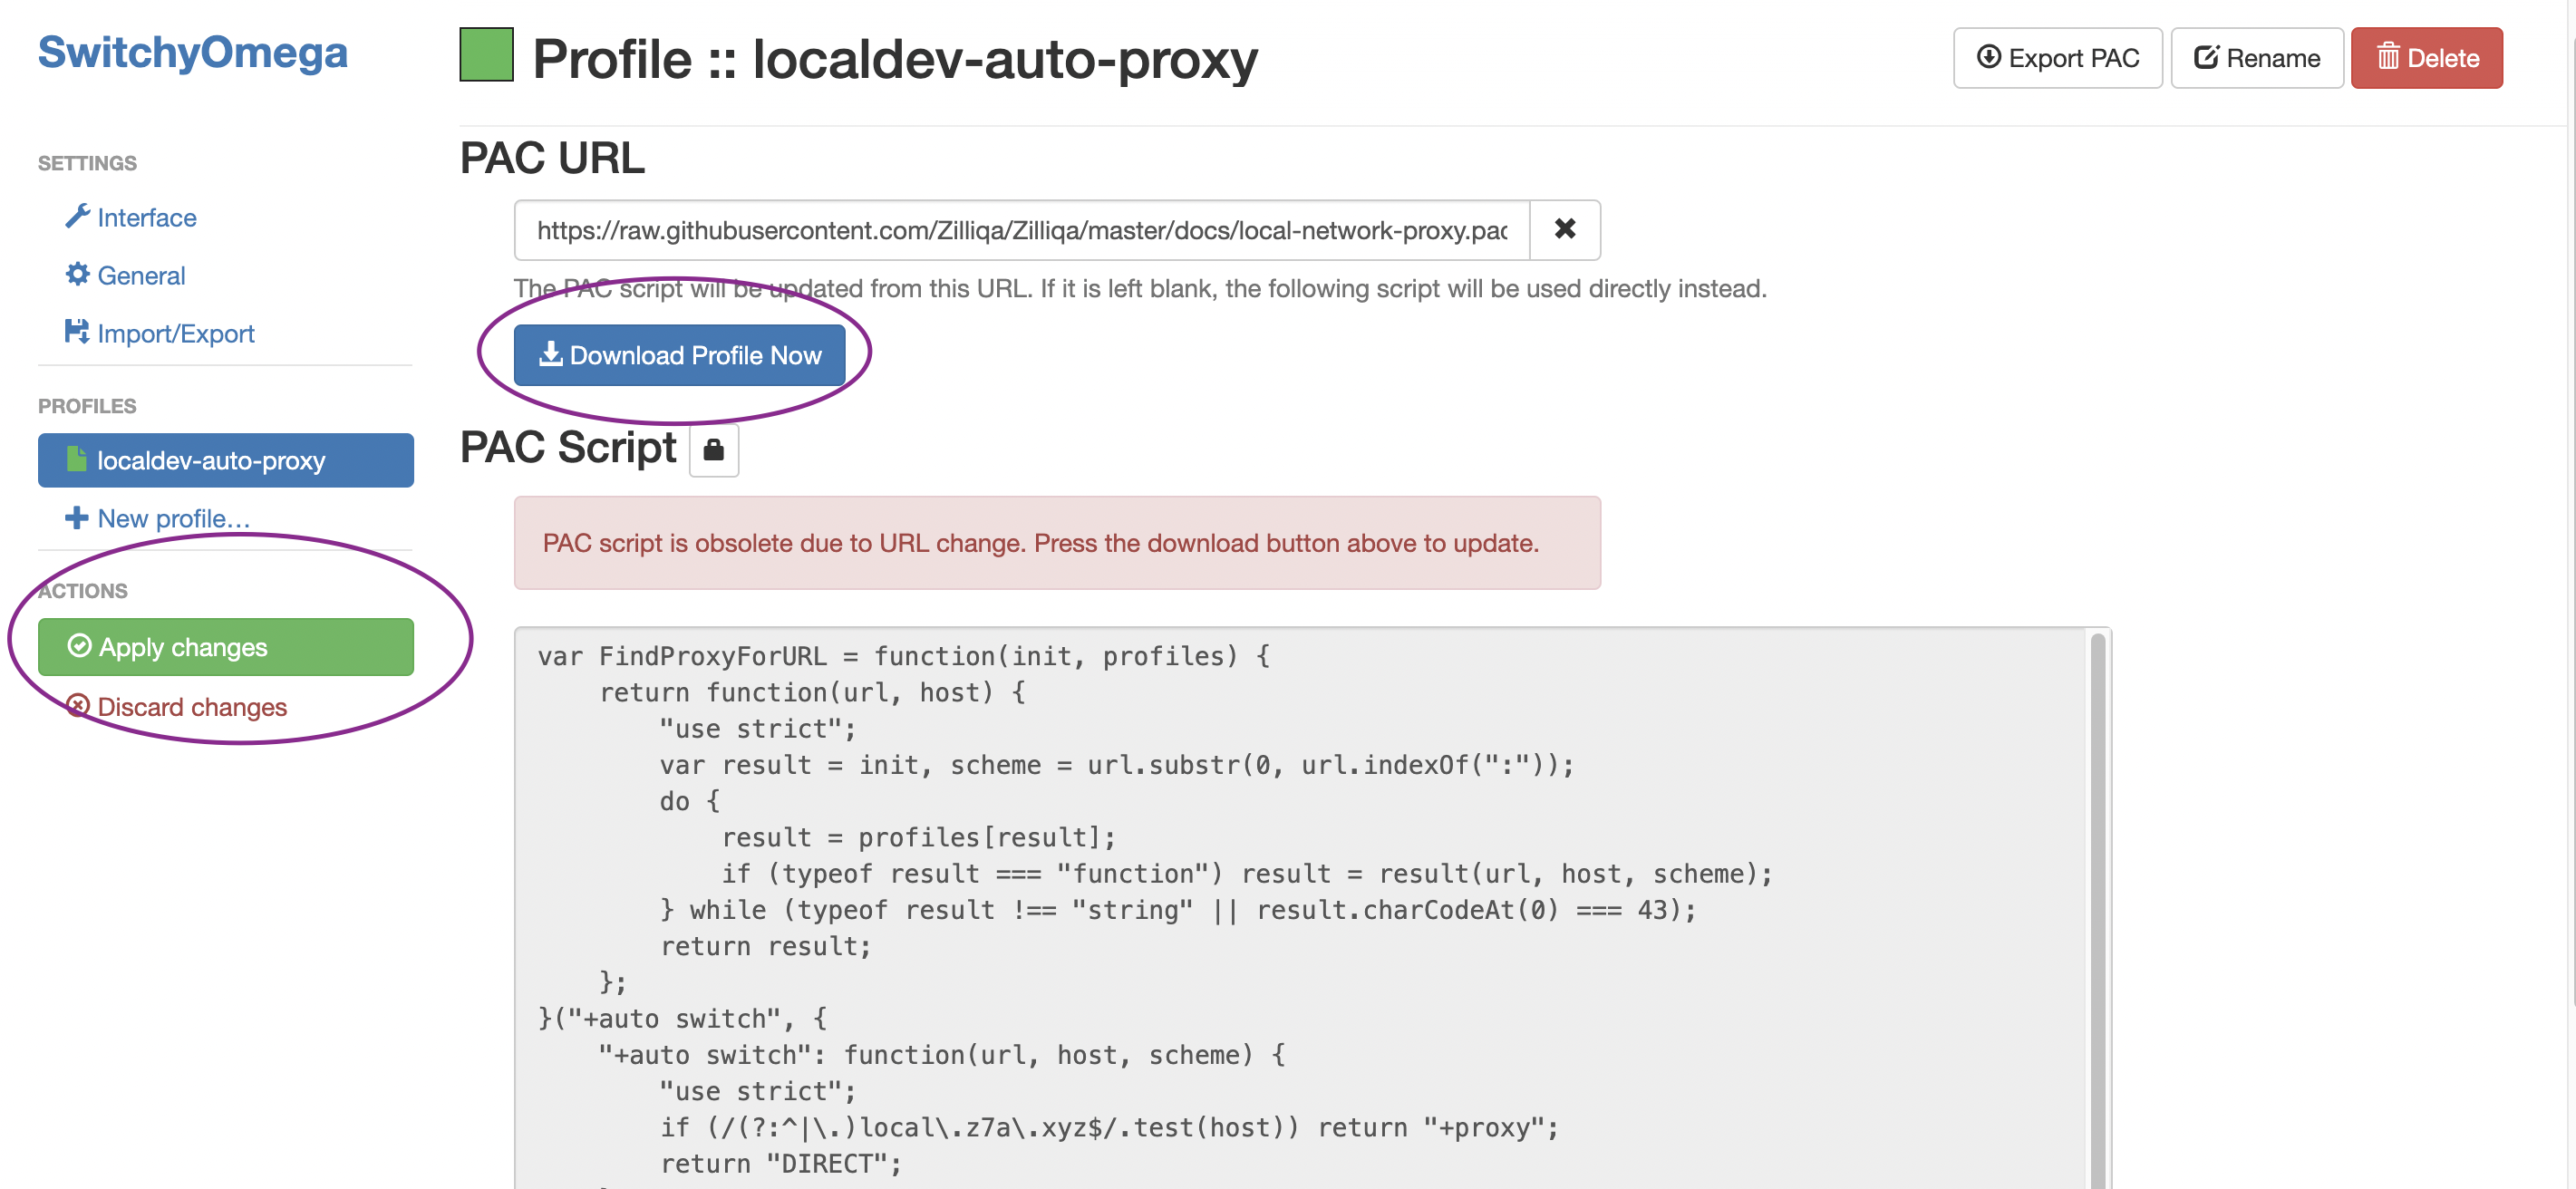 SwitchyOmega
Profile :: localdev-auto-proxy
Export PAC
Rename
Delete
SETTINGS
Interface
General
Import/Export
PROFILES
localdev-auto-proxy
New profile…
ACTIONS
Apply changes
Discard changes
PAC URL
https://raw.githubusercontent.com/Zilliqa/Zilliqa/master/docs/local-network-proxy.pac
The PAC script will be updated from this URL. If it is left blank, the following script will be used directly instead.
Download Profile Now
PAC Script
PAC script is obsolete due to URL change. Press the download button above to update.
var FindProxyForURL = function(init, profiles) {
    return function(url, host) {
        "use strict";
        var result = init, scheme = url.substr(0, url.indexOf(":"));
        do {
            result = profiles[result];
            if (typeof result === "function") result = result(url, host, scheme);
        } while (typeof result !== "string" || result.charCodeAt(0) === 43);
        return result;
    };
}("+auto switch", {
    "+auto switch": function(url, host, scheme) {
        "use strict";
        if (/(?:^|\.)local\.z7a\.xyz$/.test(host)) return "+proxy";
        return "DIRECT";